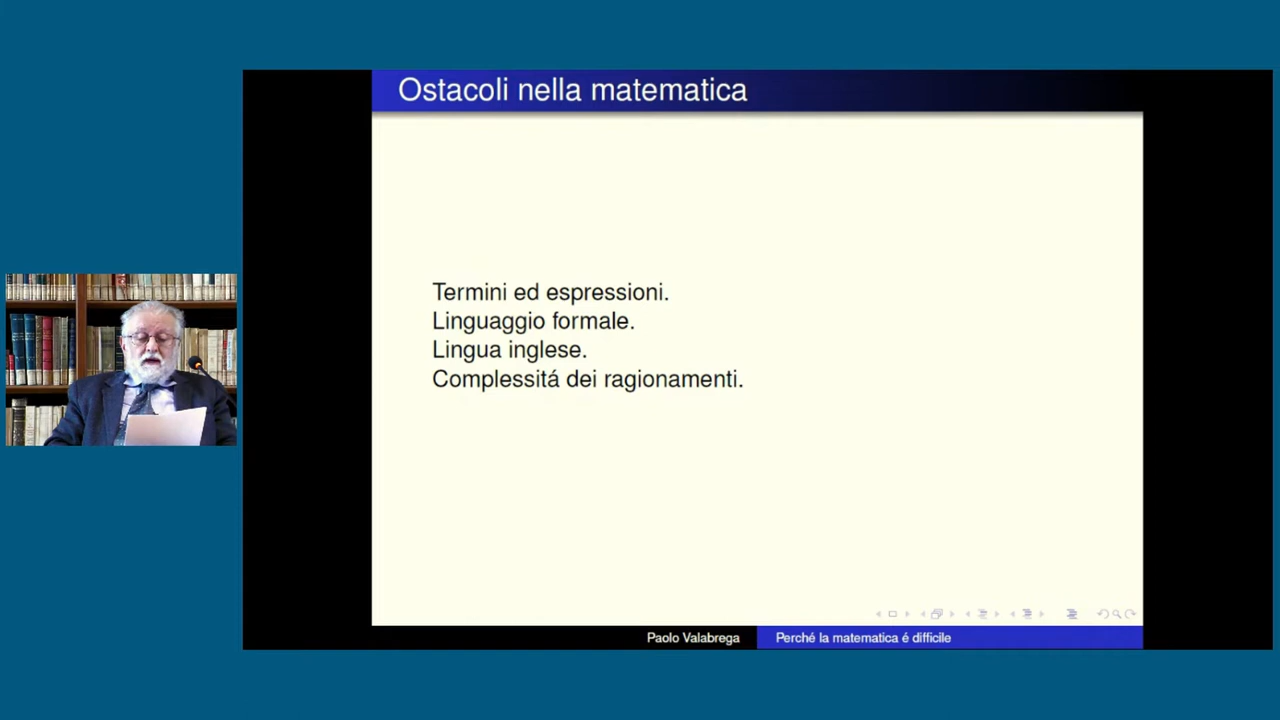 Ostacoli nella matematica
Termini ed espressioni.
Linguaggio formale.
Lingua inglese.
Complessitá dei ragionamenti.
Paolo Valabrega
Perché la matematica é difficile